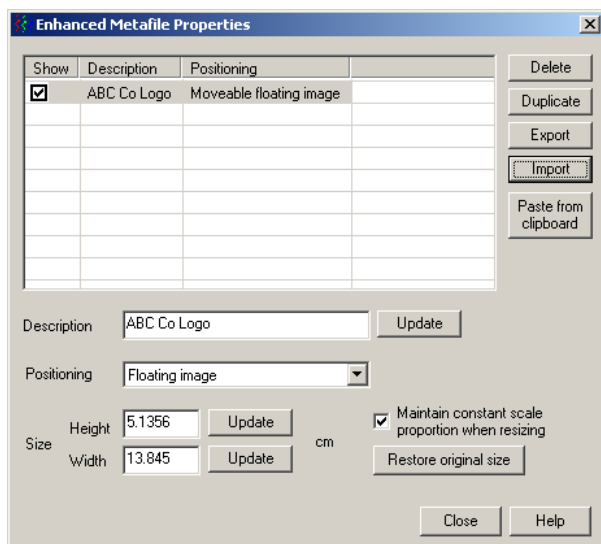 Enhanced Metafile Properties
Show Description Positioning
ABC Co Logo Moveable floating image
Delete
Duplicate
Export
Import
Paste from
clipboard
Description ABC Co Logo Update
Positioning Floating image
Size Height 5.1356 Update cm
Width 13.845 Update
Maintain constant scale
proportion when resizing
Restore original size
Close Help